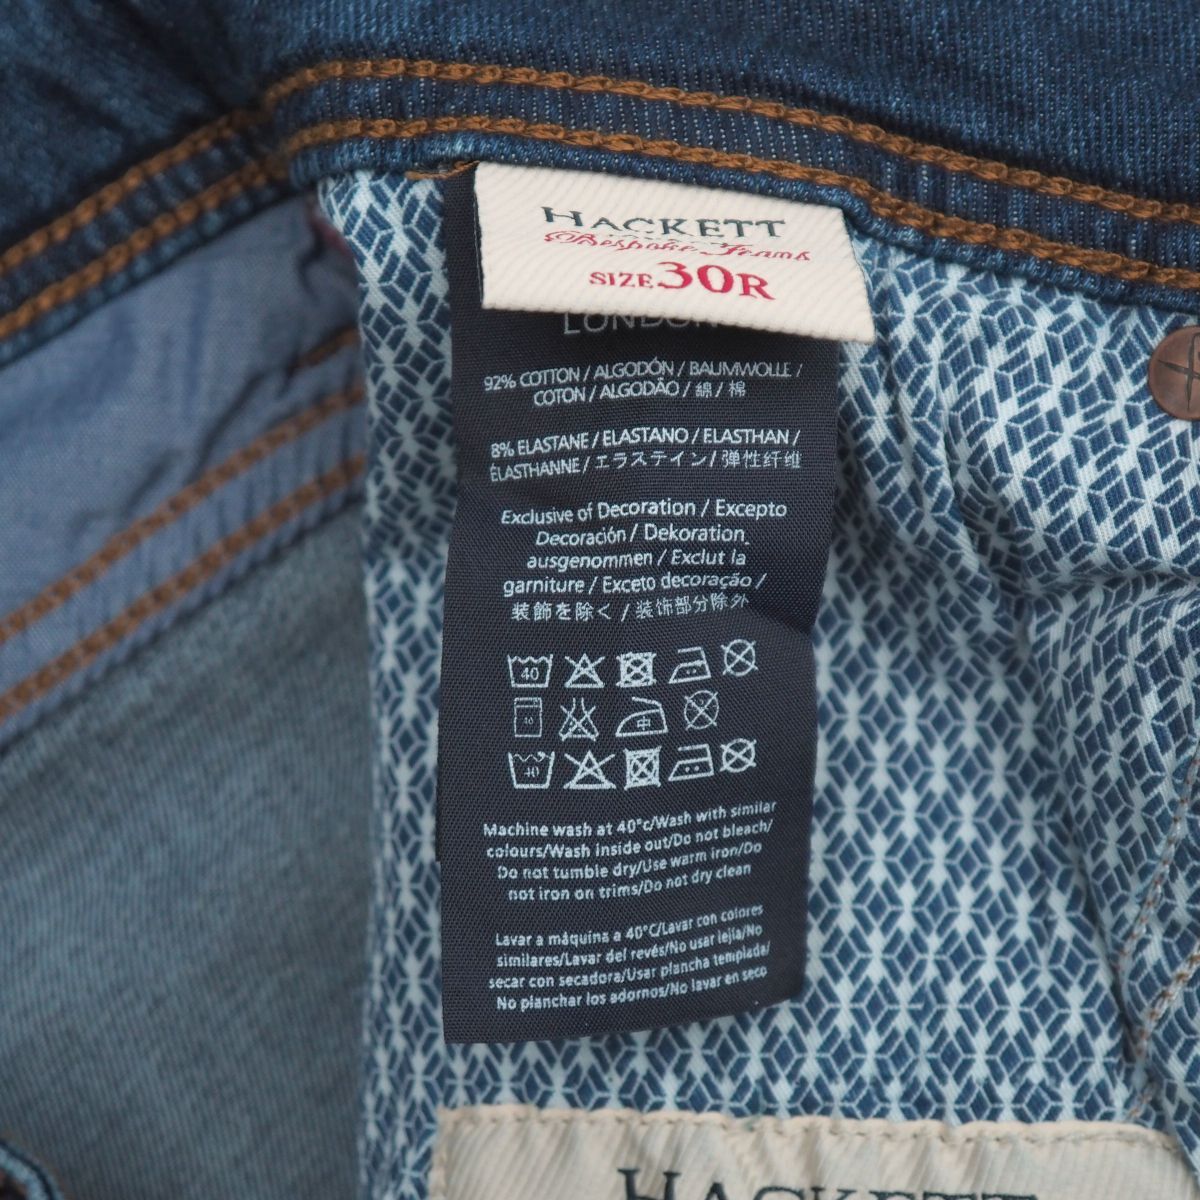 HACKETT
Bespoke Jeans
SIZE 30R
LONDON
92% COTTON / ALGODÓN / BAUMWOLLE /
COTON / ALGODÃO / 綿 / 棉
8% ELASTANE / ELASTANO / ELASTHAN /
ÉLASTHANNE / エラステイン / 弹性纤维
Exclusive of Decoration / Excepto
Decoración / Dekoration
ausgenommen / Exclut la
garniture / Exceto decoração /
装飾を除く / 装饰部分除外
40
40 中
40
Machine wash at 40°c/Wash with similar
colours/Wash inside out/Do not bleach/
Do not tumble dry/Use warm iron/Do
not iron on trims/Do not dry clean
Lavar a máquina a 40°C/Lavar con colores
similares/Lavar del revés/No usar lejía/No
secar con secadora/Usar plancha templada/
No planchar los adornos/No lavar en seco
HACKETT